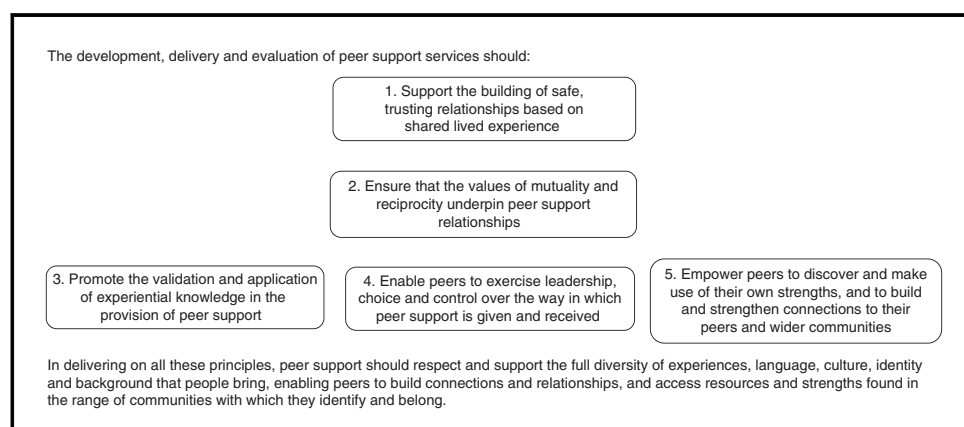 The development, delivery and evaluation of peer support services should:
1. Support the building of safe,
trusting relationships based on
shared lived experience
2. Ensure that the values of mutuality and
reciprocity underpin peer support
relationships
3. Promote the validation and application
of experiential knowledge in the
provision of peer support
4. Enable peers to exercise leadership,
choice and control over the way in which
peer support is given and received
5. Empower peers to discover and make
use of their own strengths, and to build
and strengthen connections to their
peers and wider communities
In delivering on all these principles, peer support should respect and support the full diversity of experiences, language, culture, identity
and background that people bring, enabling peers to build connections and relationships, and access resources and strengths found in
the range of communities with which they identify and belong.